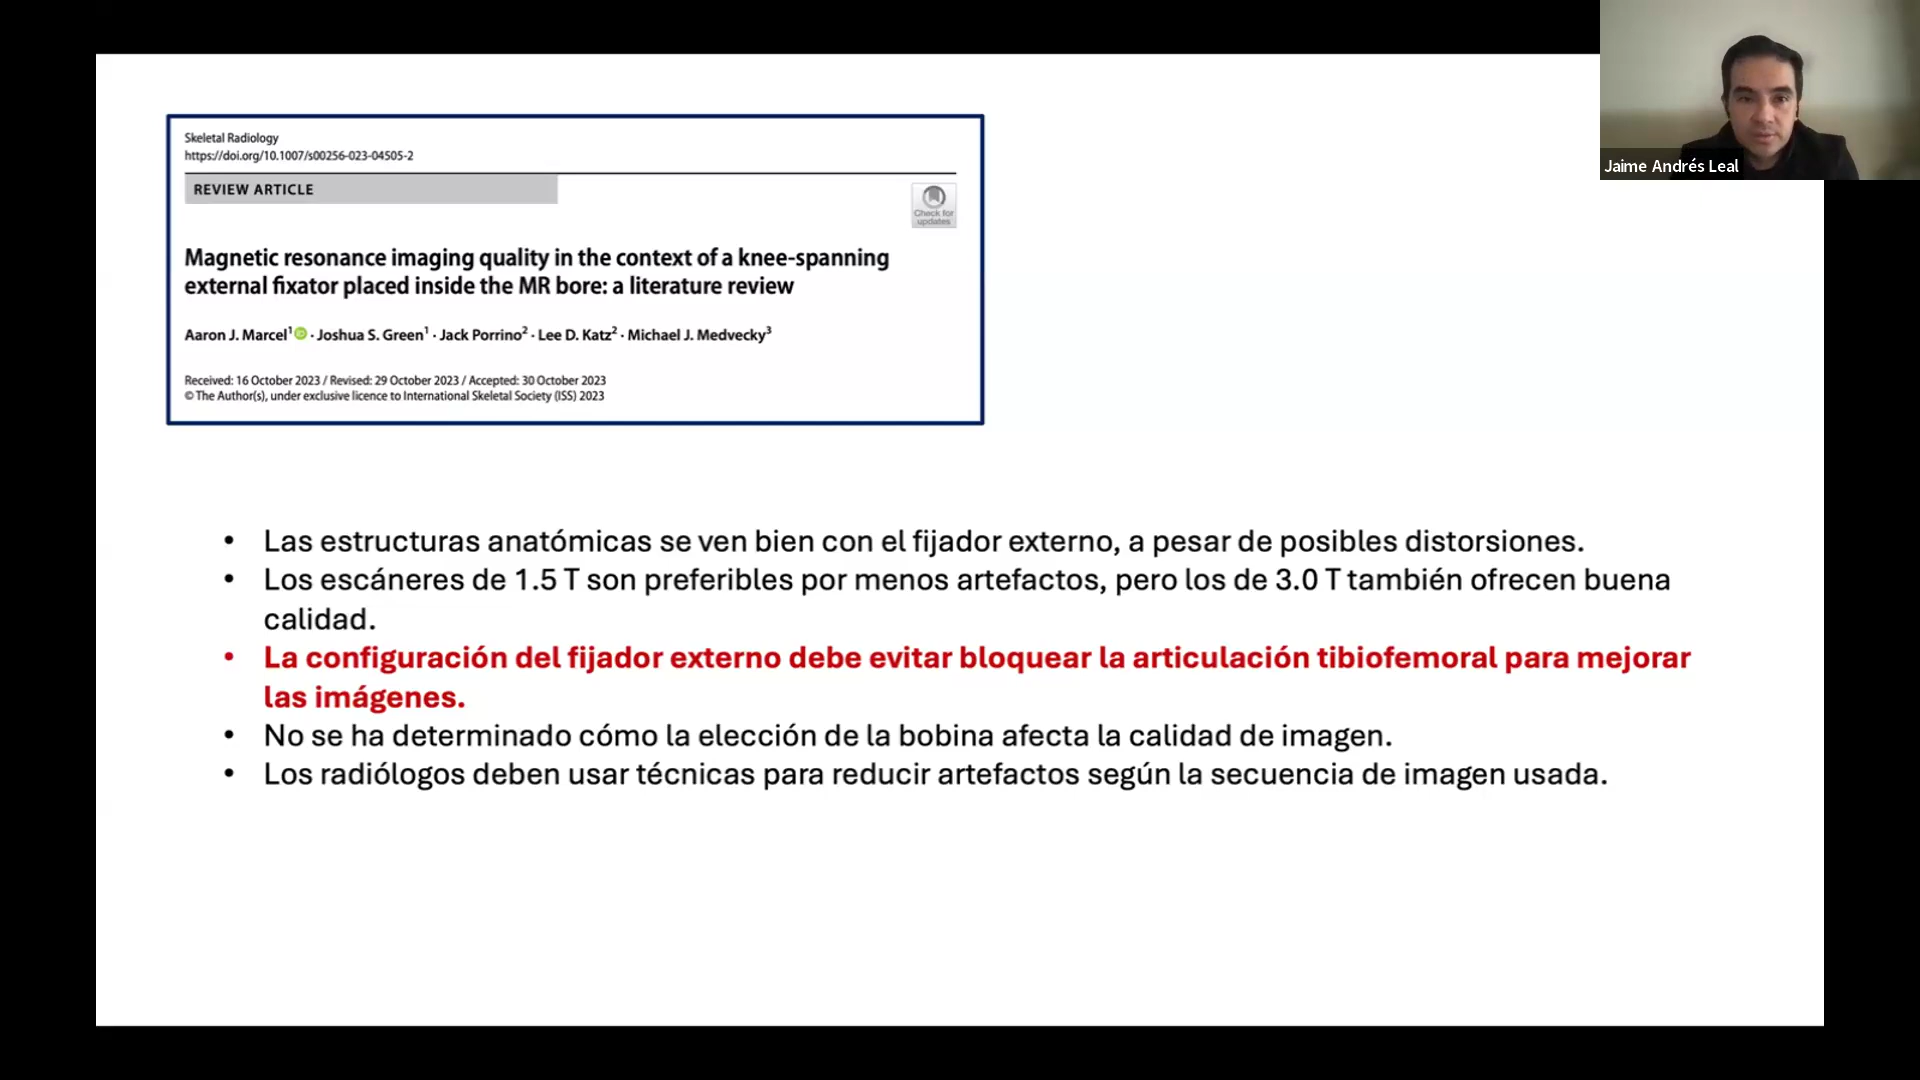 Jaime Andrés Leal
Skeletal Radiology
https://doi.org/10.1007/s00256-023-04505-2
REVIEW ARTICLE
Check for
updates
Magnetic resonance imaging quality in the context of a knee-spanning
external fixator placed inside the MR bore: a literature review
Aaron J. Marcel1 · Joshua S. Green1 · Jack Porrino2 · Lee D. Katz2 · Michael J. Medvecky3
Received: 16 October 2023 / Revised: 29 October 2023 / Accepted: 30 October 2023
© The Author(s), under exclusive licence to International Skeletal Society (ISS) 2023
• Las estructuras anatómicas se ven bien con el fijador externo, a pesar de posibles distorsiones.
• Los escáneres de 1.5 T son preferibles por menos artefactos, pero los de 3.0 T también ofrecen buena
calidad.
• La configuración del fijador externo debe evitar bloquear la articulación tibiofemoral para mejorar
las imágenes.
• No se ha determinado cómo la elección de la bobina afecta la calidad de imagen.
• Los radiólogos deben usar técnicas para reducir artefactos según la secuencia de imagen usada.